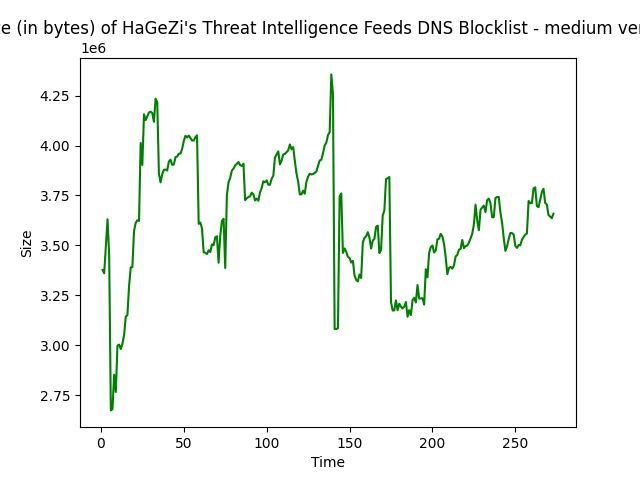 (in bytes) of HaGeZi's Threat Intelligence Feeds DNS Blocklist - medium
1e6
4.25
4.00
3.75
3.50
3.25
3.00
2.75
Size
0 50 100 150 200 250
Time